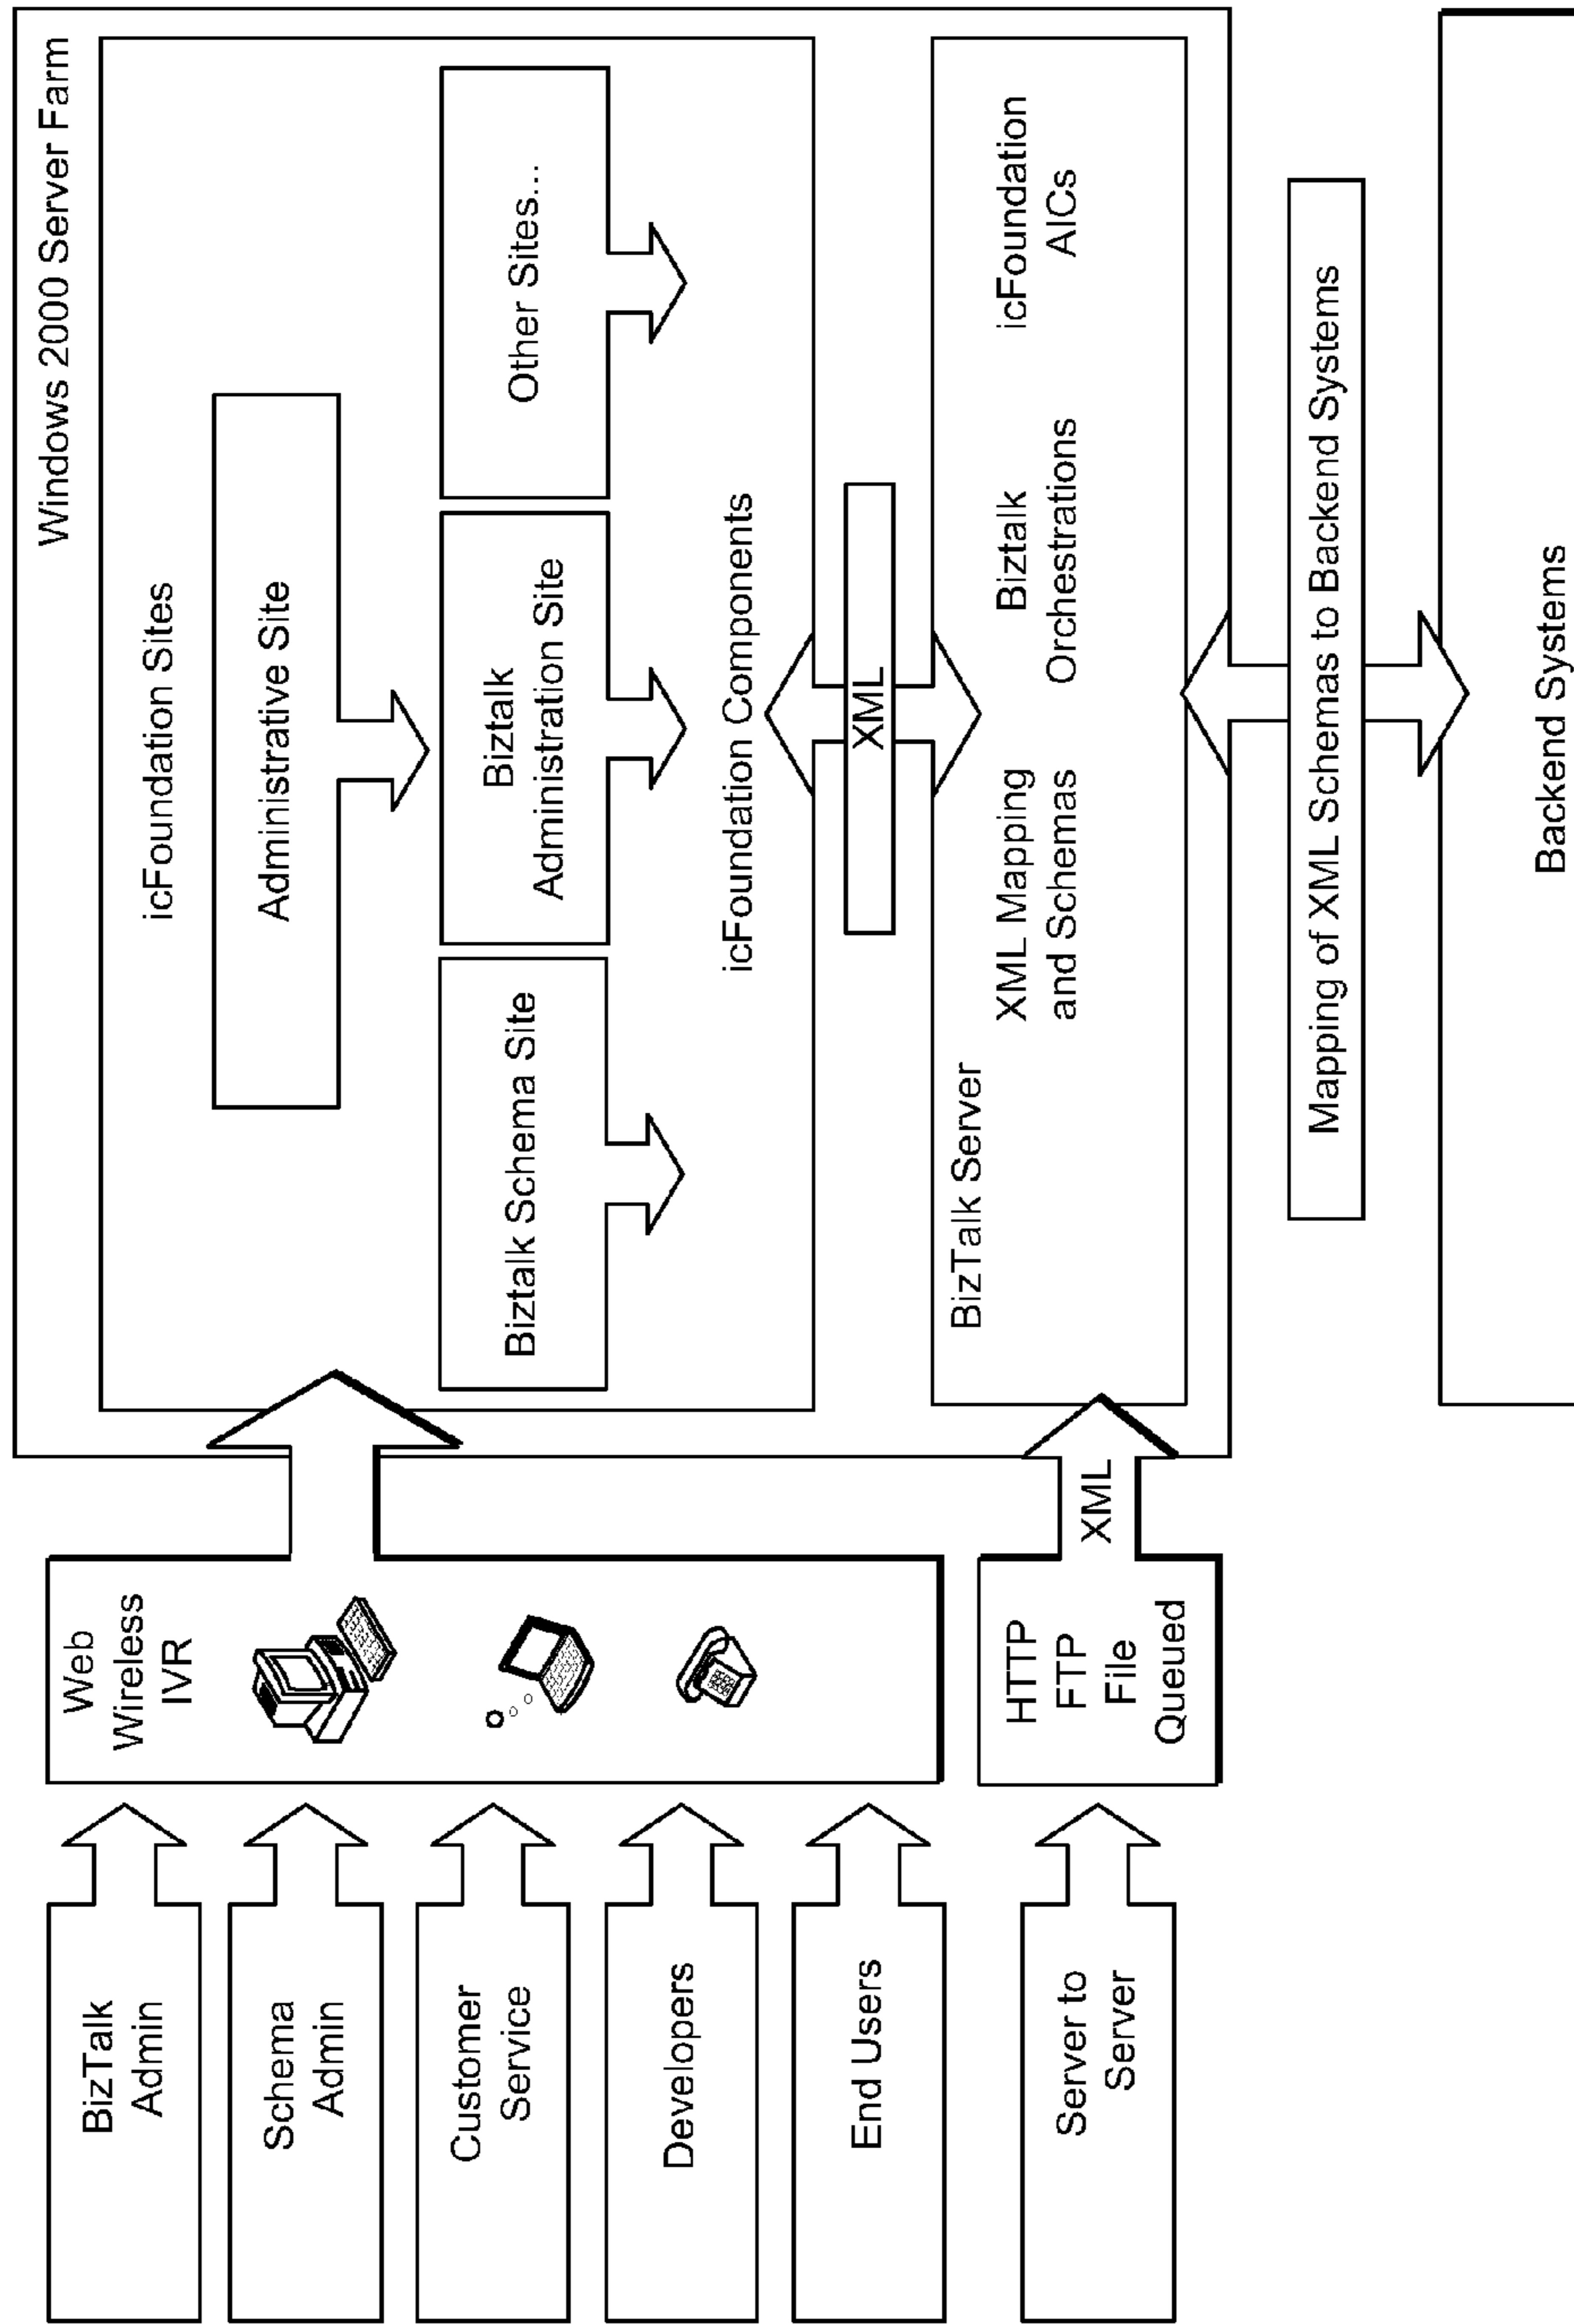 Windows 2000 Server Farm
icFoundation Sites
Administrative Site
Biztalk Schema Site
Biztalk
Administration Site
Other Sites...
icFoundation Components
XML
BizTalk Server
XML Mapping
and Schemas
Biztalk
Orchestrations
icFoundation
AICs
Mapping of XML Schemas to Backend Systems
Backend Systems
Web
Wireless
IVR
HTTP
FTP
File
Queued
XML
BizTalk
Admin
Schema
Admin
Customer
Service
Developers
End Users
Server to
Server